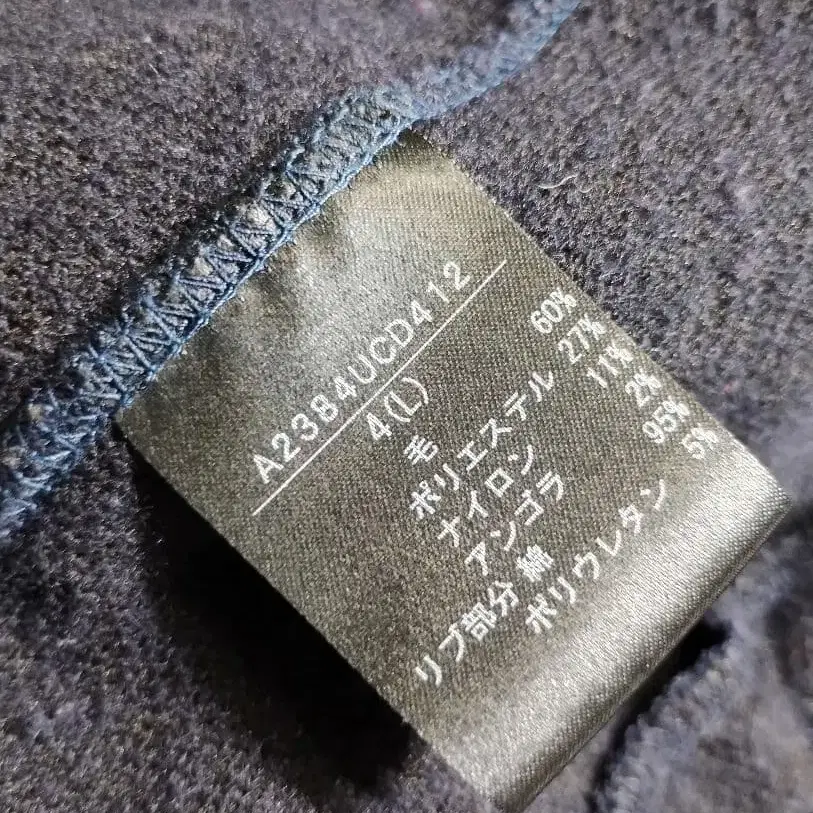 A2384UCD412
4(L)
毛 60%
ポリエステル 27%
ナイロン 11%
アンゴラ 2%
リブ部分 綿 95%
ポリウレタン 5%